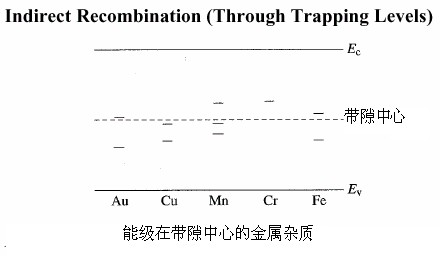 Indirect Recombination (Through Trapping Levels)
Ec
带隙中心
Ev
Au Cu Mn Cr Fe
能级在带隙中心的金属杂质